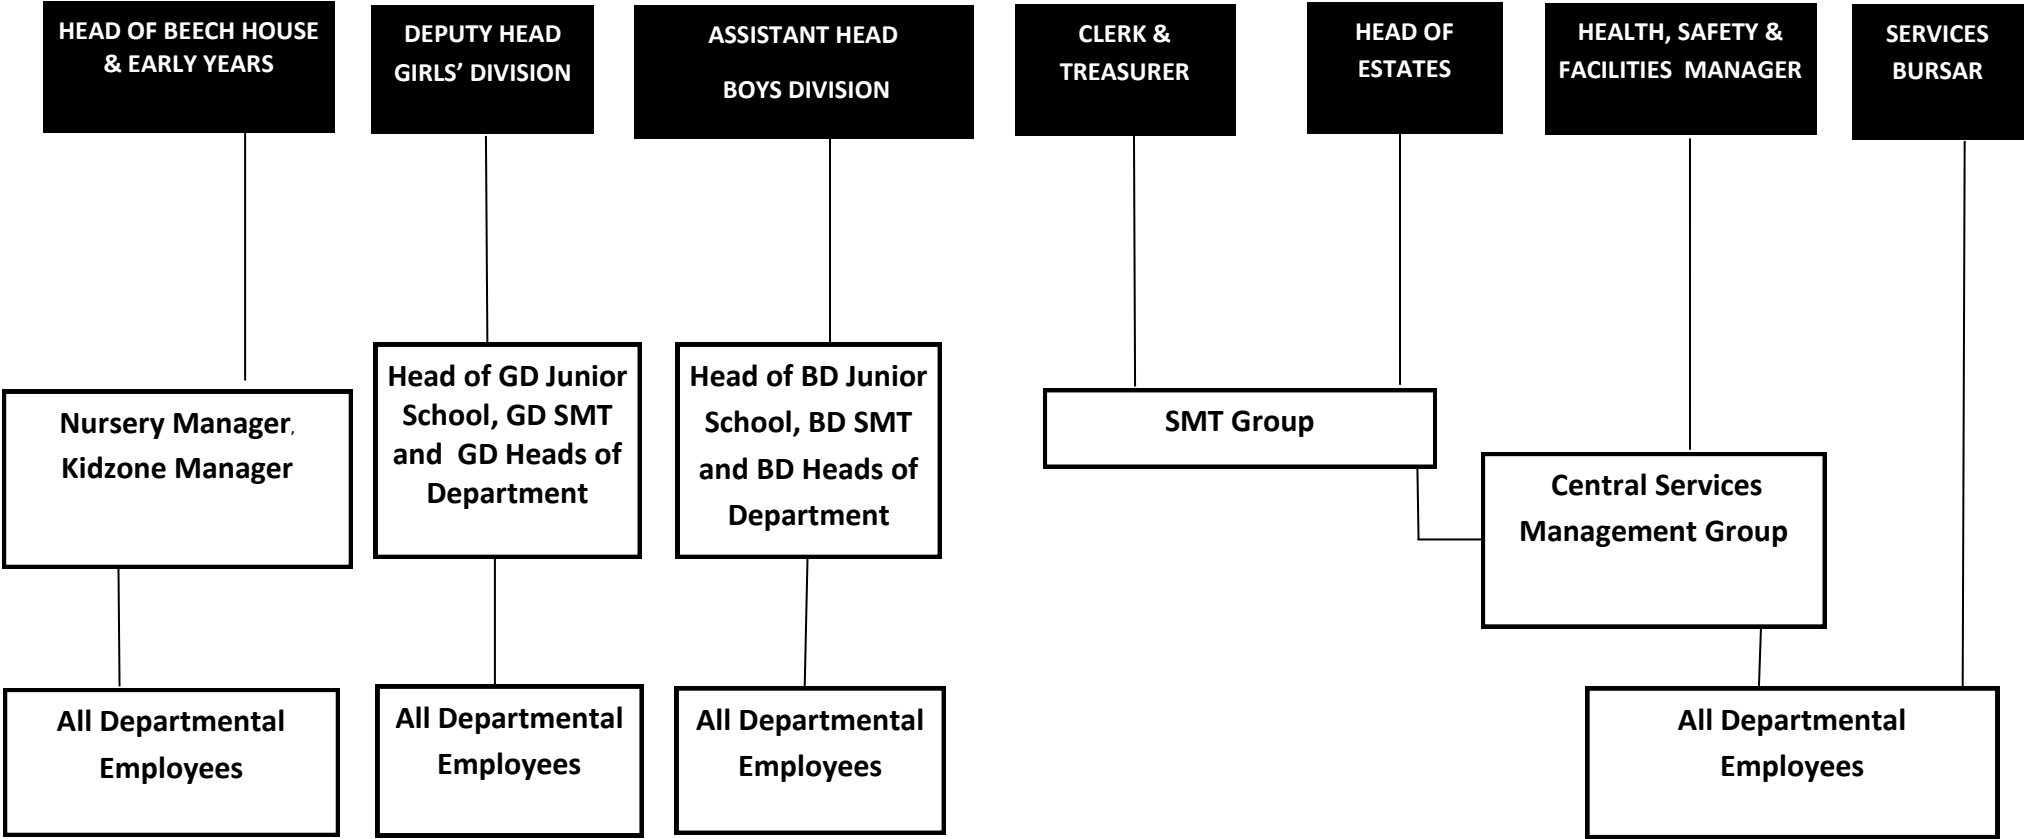 HEAD OF BEECH HOUSE
& EARLY YEARS
DEPUTY HEAD
GIRLS’ DIVISION
ASSISTANT HEAD
BOYS DIVISION
CLERK &
TREASURER
HEAD OF
ESTATES
HEALTH, SAFETY &
FACILITIES MANAGER
SERVICES
BURSAR
Nursery Manager,
Kidzone Manager
Head of GD Junior
School, GD SMT
and GD Heads of
Department
Head of BD Junior
School, BD SMT
and BD Heads of
Department
SMT Group
Central Services
Management Group
All Departmental
Employees
All Departmental
Employees
All Departmental
Employees
All Departmental
Employees